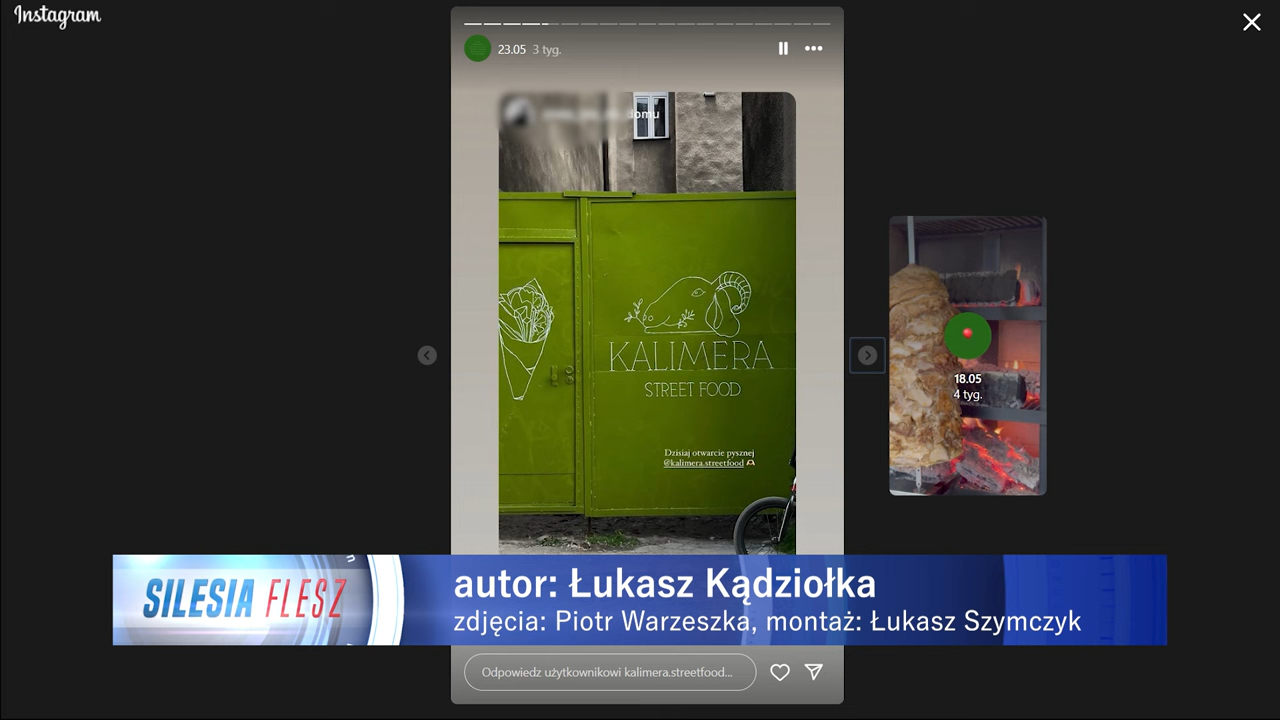 Instagram
23.05 3 tyg.
domu
KALIMERA
STREET FOOD
Dzisiaj otwarcie pysznej
@kalimera.streetfood
18.05
4 tyg.
SILESIA FLESZ
autor: Łukasz Kądziołka
zdjęcia: Piotr Warzeszka, montaż: Łukasz Szymczyk
Odpowiedz użytkownikowi kalimera.streetfood...